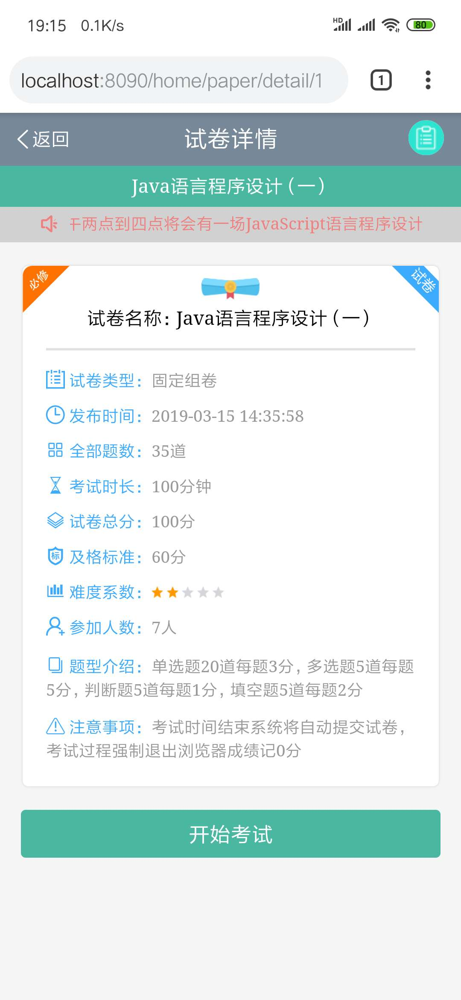 19:15 0.1K/s HD 80
localhost:8090/home/paper/detail/1 1
返回 试卷详情
Java语言程序设计（一）
两点到四点将会有一场JavaScript语言程序设计
必修 试卷
试卷名称：Java语言程序设计（一）
试卷类型：固定组卷
发布时间：2019-03-15 14:35:58
全部题数：35道
考试时长：100分钟
试卷总分：100分
标 及格标准：60分
难度系数：
参加人数：7人
题型介绍：单选题20道每题3分，多选题5道每题
5分，判断题5道每题1分，填空题5道每题2分
注意事项：考试时间结束系统将自动提交试卷，
考试过程强制退出浏览器成绩记0分
开始考试